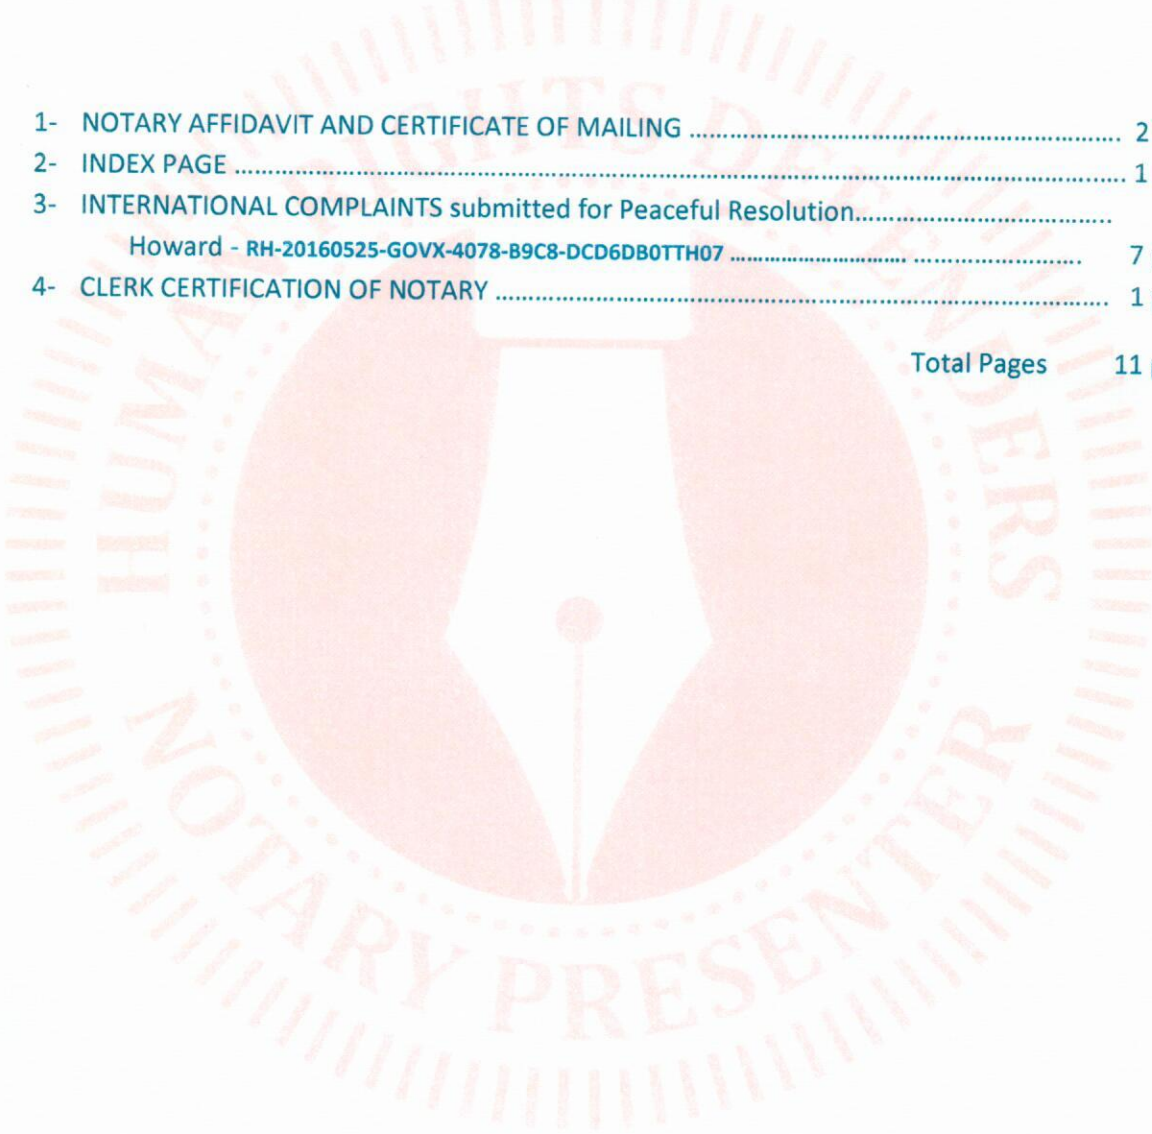 1- NOTARY AFFIDAVIT AND CERTIFICATE OF MAILING ........................................................ 2
2- INDEX PAGE ........................................................................................................................ 1
3- INTERNATIONAL COMPLAINTS submitted for Peaceful Resolution..................................
Howard - RH-20160525-GOVX-4078-B9C8-DCD6DB0TTH07 ............................... ......................... 7
4- CLERK CERTIFICATION OF NOTARY ................................................................................ 1
Total Pages 11
HUMAN RIGHTS DEFENDERS
NOTARY PRESENTER